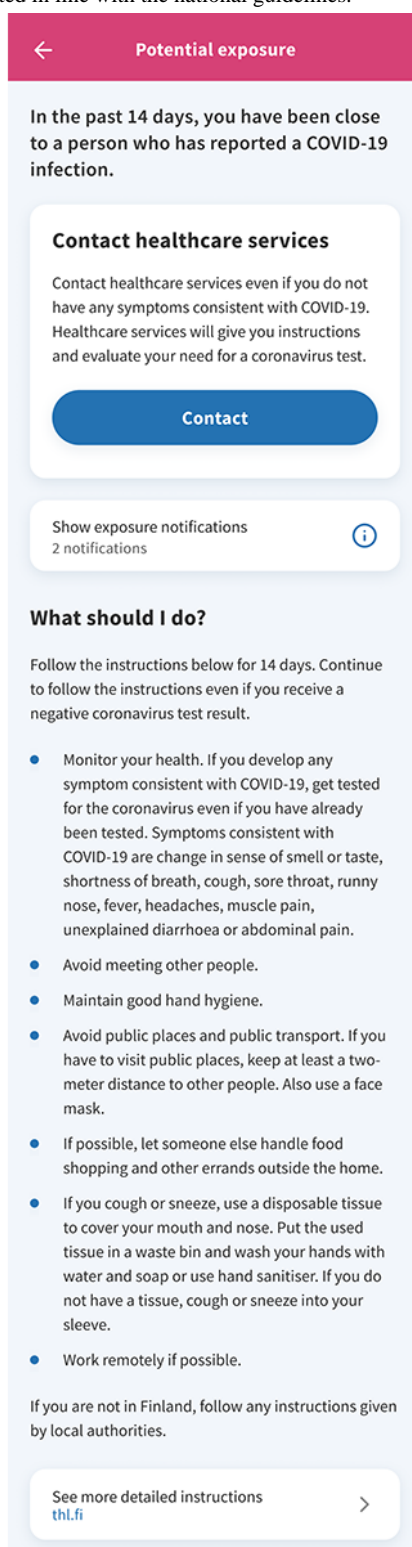 ted in line with the national guidelines.
Potential exposure
In the past 14 days, you have been close
to a person who has reported a COVID-19
infection.
Contact healthcare services
Contact healthcare services even if you do not
have any symptoms consistent with COVID-19.
Healthcare services will give you instructions
and evaluate your need for a coronavirus test.
Contact
Show exposure notifications
2 notifications
What should I do?
Follow the instructions below for 14 days. Continue
to follow the instructions even if you receive a
negative coronavirus test result.
Monitor your health. If you develop any
symptom consistent with COVID-19, get tested
for the coronavirus even if you have already
been tested. Symptoms consistent with
COVID-19 are change in sense of smell or taste,
shortness of breath, cough, sore throat, runny
nose, fever, headaches, muscle pain,
unexplained diarrhoea or abdominal pain.
Avoid meeting other people.
Maintain good hand hygiene.
Avoid public places and public transport. If you
have to visit public places, keep at least a two-
meter distance to other people. Also use a face
mask.
If possible, let someone else handle food
shopping and other errands outside the home.
If you cough or sneeze, use a disposable tissue
to cover your mouth and nose. Put the used
tissue in a waste bin and wash your hands with
water and soap or use hand sanitiser. If you do
not have a tissue, cough or sneeze into your
sleeve.
Work remotely if possible.
If you are not in Finland, follow any instructions given
by local authorities.
See more detailed instructions
thl.fi